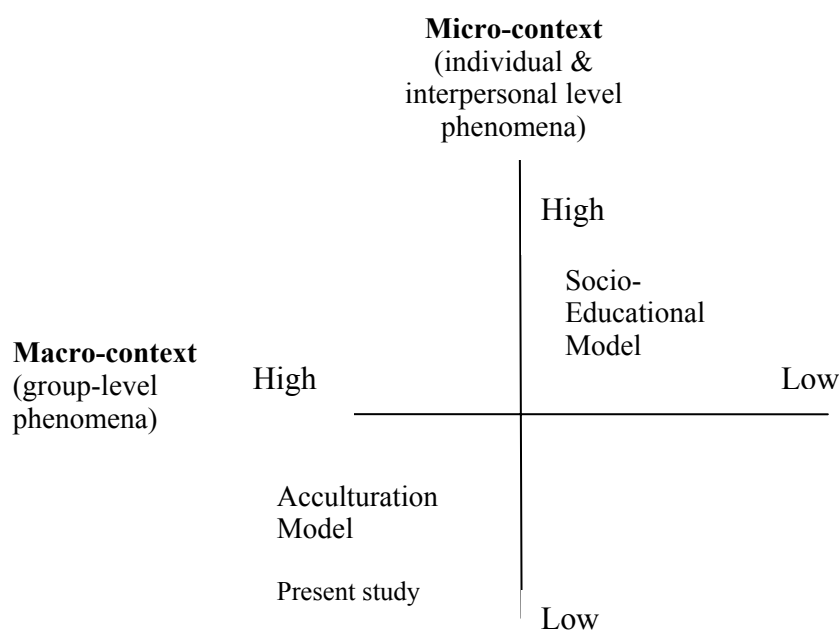 Micro-context
(individual &
interpersonal level
phenomena)
High
Socio-
Educational
Model
Macro-context
(group-level
phenomena)
High
Low
Acculturation
Model
Present study
Low